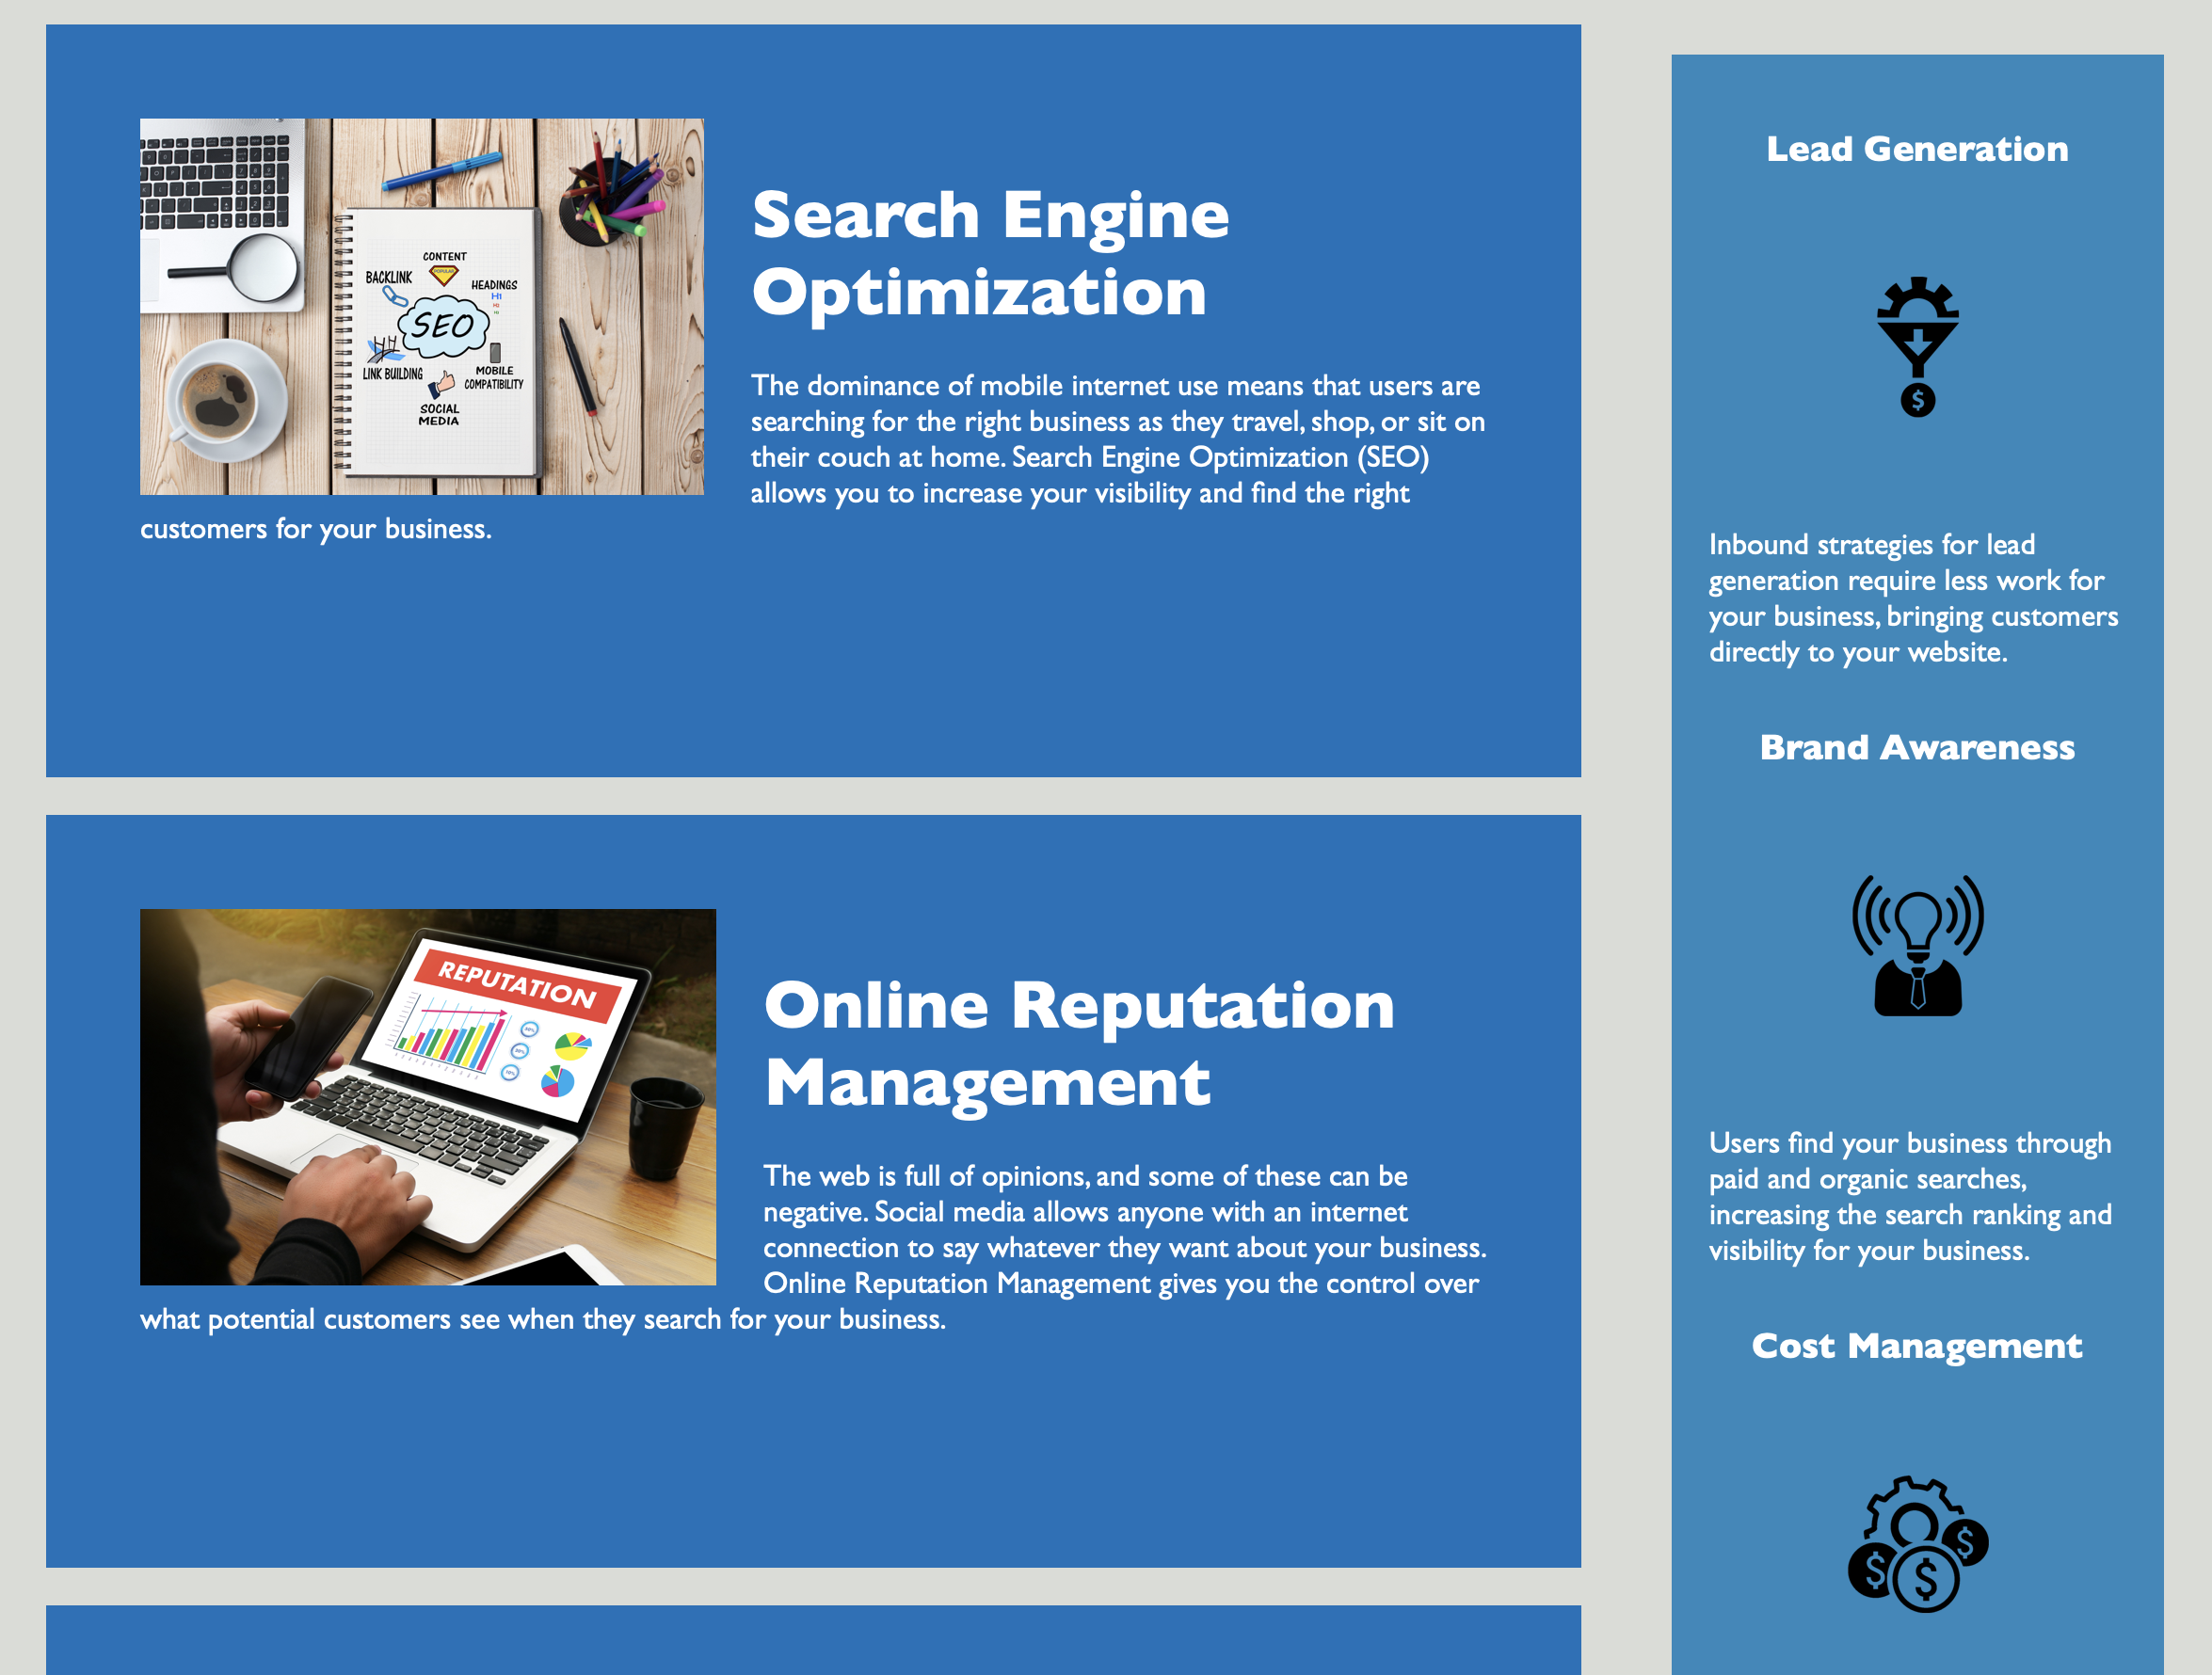 CONTENT
POPULAR
BACKLINK
HEADINGS
H1
H2
H3
SEO
LINK BUILDING
MOBILE
COMPATIBILITY
SOCIAL
MEDIA
Search Engine
Optimization
The dominance of mobile internet use means that users are
searching for the right business as they travel, shop, or sit on
their couch at home. Search Engine Optimization (SEO)
allows you to increase your visibility and find the right
customers for your business.
REPUTATION
Online Reputation
Management
The web is full of opinions, and some of these can be
negative. Social media allows anyone with an internet
connection to say whatever they want about your business.
Online Reputation Management gives you the control over
what potential customers see when they search for your business.
Lead Generation
$
Inbound strategies for lead
generation require less work for
your business, bringing customers
directly to your website.
Brand Awareness
Users find your business through
paid and organic searches,
increasing the search ranking and
visibility for your business.
Cost Management
$ $ $